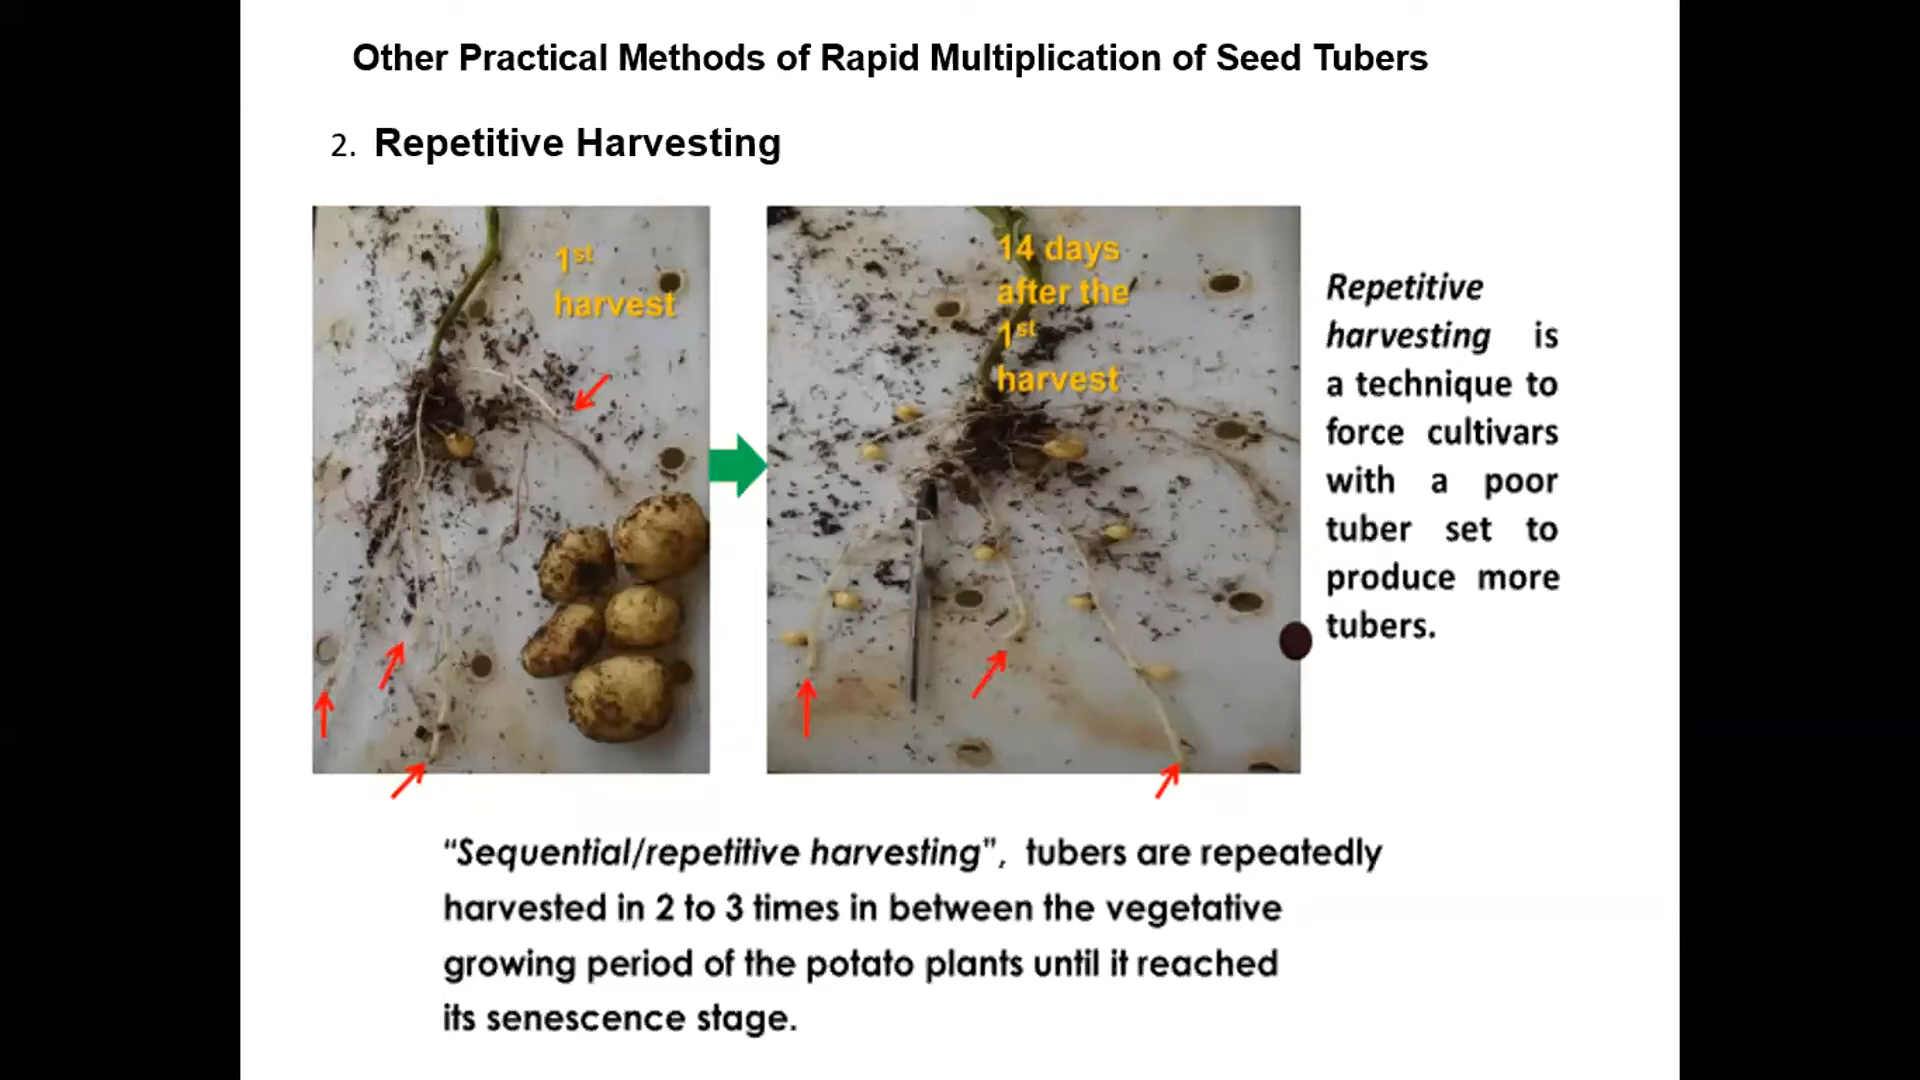 Other Practical Methods of Rapid Multiplication of Seed Tubers
2. Repetitive Harvesting
1st
harvest
14 days
after the
1st
harvest
Repetitive
harvesting is
a technique to
force cultivars
with a poor
tuber set to
produce more
tubers.
“Sequential/repetitive harvesting”, tubers are repeatedly
harvested in 2 to 3 times in between the vegetative
growing period of the potato plants until it reached
its senescence stage.